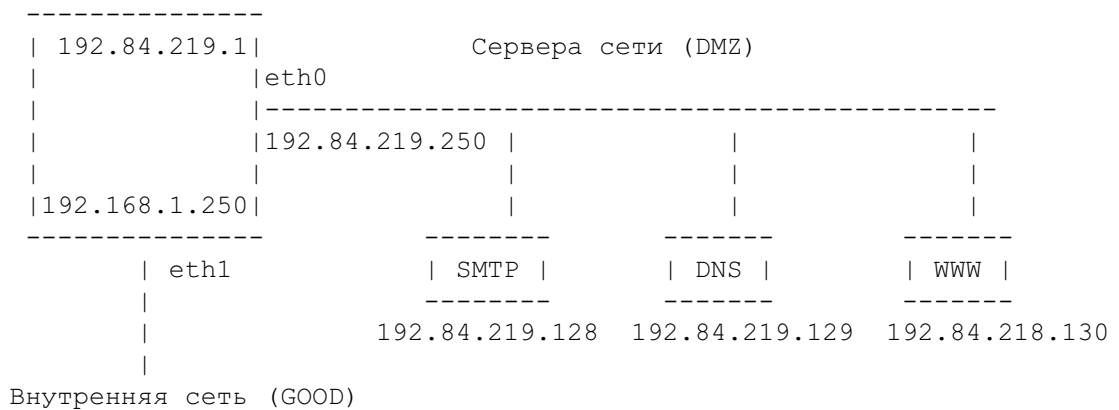 192.84.219.1 Сервера сети (DMZ)
eth0
192.84.219.250
192.168.1.250
eth1 SMTP DNS WWW
192.84.219.128 192.84.219.129 192.84.218.130
Внутренняя сеть (GOOD)